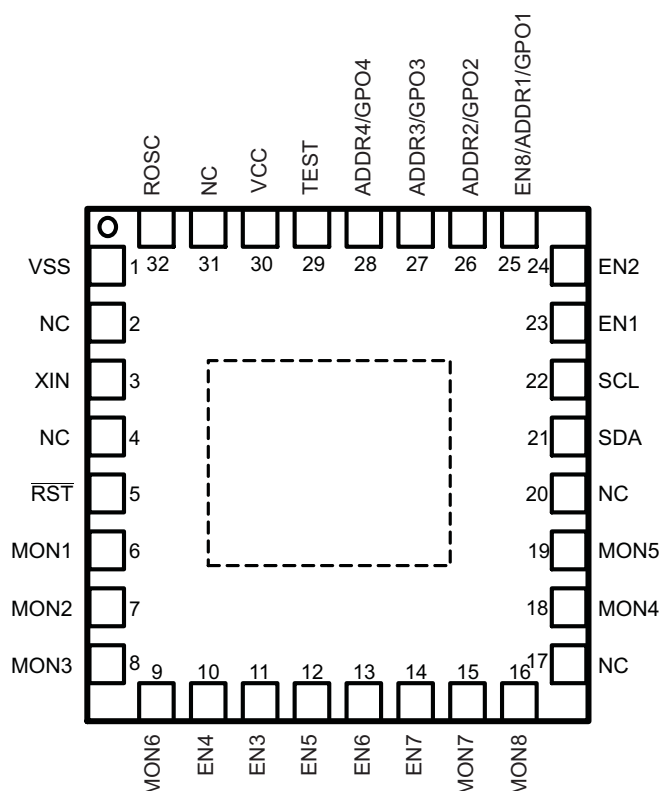 ROSC
NC
VCC
TEST
ADDR4/GPO4
ADDR3/GPO3
ADDR2/GPO2
EN8/ADDR1/GPO1
32 31 30 29 28 27 26 25
VSS 1
NC 2
XIN 3
NC 4
RST 5
MON1 6
MON2 7
MON3 8
24 EN2
23 EN1
22 SCL
21 SDA
20 NC
19 MON5
18 MON4
17 NC
9 10 11 12 13 14 15 16
MON6
EN4
EN3
EN5
EN6
EN7
MON7
MON8